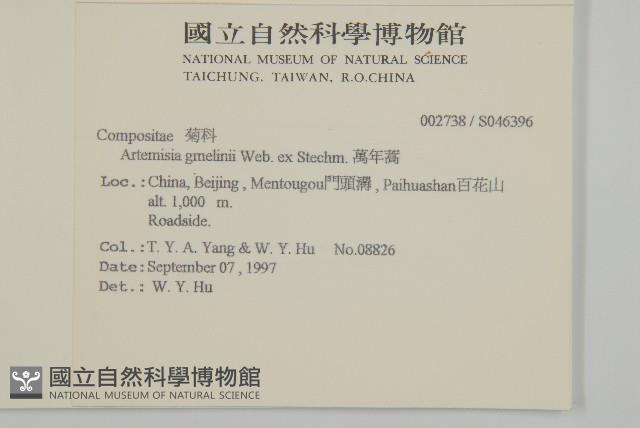 國立自然科學博物館
NATIONAL MUSEUM OF NATURAL SCIENCE
TAICHUNG, TAIWAN, R.O.CHINA
002738 / S046396
Compositae 菊科
Artemisia gmelinii Web. ex Stechm. 萬年蒿
Loc.: China, Beijing , Mentougou門頭溝 , Paihuashan百花山
alt. 1,000 m.
Roadside.
Col.: T. Y. A. Yang & W. Y. Hu No.08826
Date: September 07 , 1997
Det.: W. Y. Hu
國立自然科學博物館
NATIONAL MUSEUM OF NATURAL SCIENCE